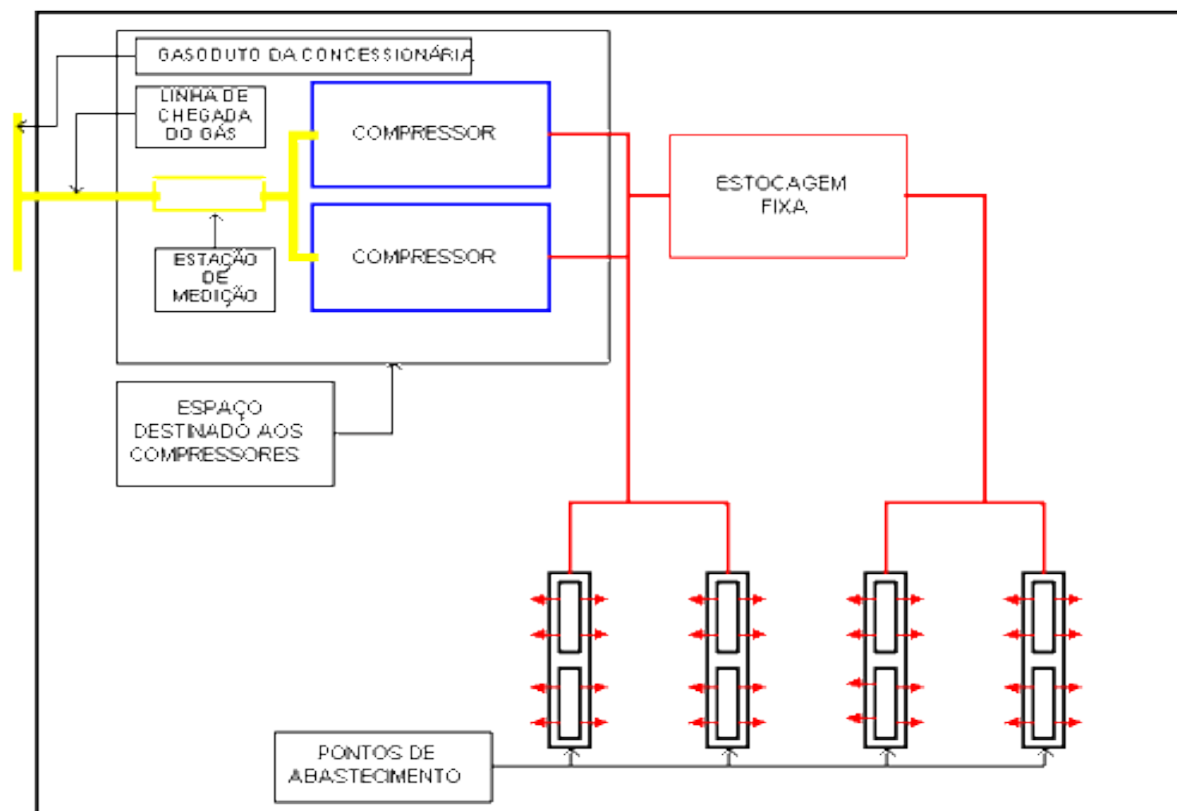 GASODUTO DA CONCESSIONÁRIA
LINHA DE
CHEGADA
DO GÁS
COMPRESSOR
ESTOCAGEM
FIXA
COMPRESSOR
ESTAÇÃO
DE
MEDIÇÃO
ESPAÇO
DESTINADO AOS
COMPRESSORES
PONTOS DE
ABASTECIMENTO